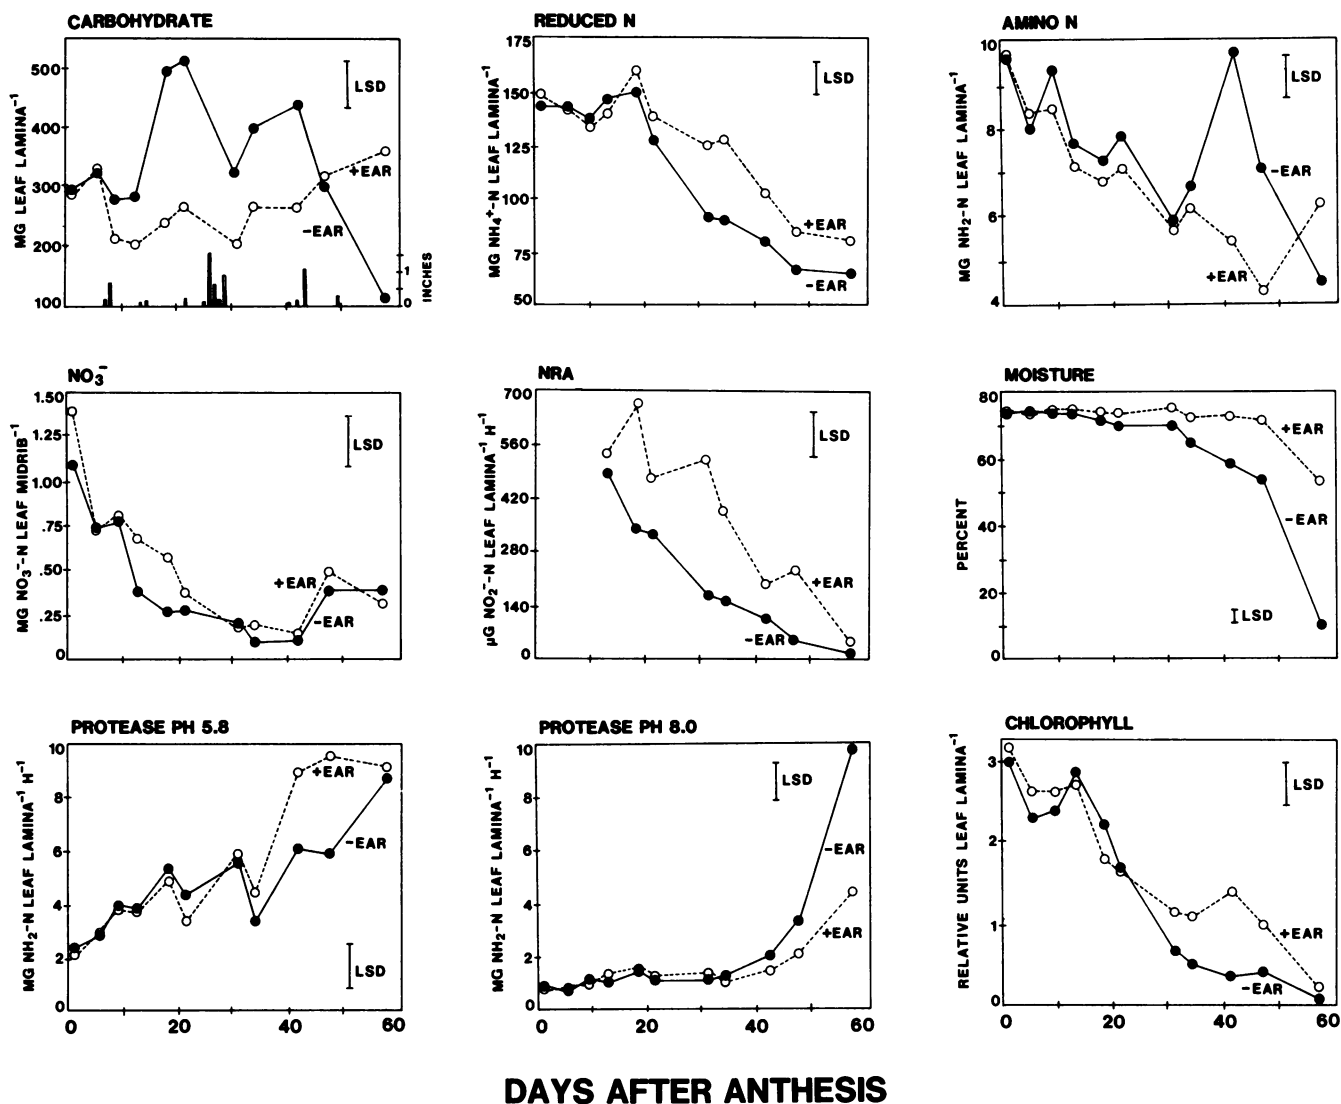 CARBOHYDRATE
MG LEAF LAMINA⁻¹
500
400
300
200
100
LSD
+EAR
-EAR
1
0
INCHES
REDUCED N
MG NH₄⁺-N LEAF LAMINA⁻¹
175
150
125
100
75
50
LSD
+EAR
-EAR
AMINO N
MG NH₂-N LEAF LAMINA⁻¹
10
8
6
4
LSD
-EAR
+EAR
NO₃⁻
MG NO₃⁻-N LEAF MIDRIB⁻¹
1.50
1.25
1.00
.75
.50
.25
0
LSD
+EAR
-EAR
NRA
µG NO₂⁻-N LEAF LAMINA⁻¹ H⁻¹
700
560
420
280
140
0
LSD
+EAR
-EAR
MOISTURE
PERCENT
80
60
40
20
0
+EAR
-EAR
LSD
PROTEASE PH 5.8
MG NH₂-N LEAF LAMINA⁻¹ H⁻¹
10
8
6
4
2
0
+EAR
-EAR
LSD
0 20 40 60
PROTEASE PH 8.0
MG NH₂-N LEAF LAMINA⁻¹ H⁻¹
10
8
6
4
2
0
LSD
-EAR
+EAR
0 20 40 60
CHLOROPHYLL
RELATIVE UNITS LEAF LAMINA⁻¹
3
2
1
0
LSD
+EAR
-EAR
0 20 40 60
DAYS AFTER ANTHESIS